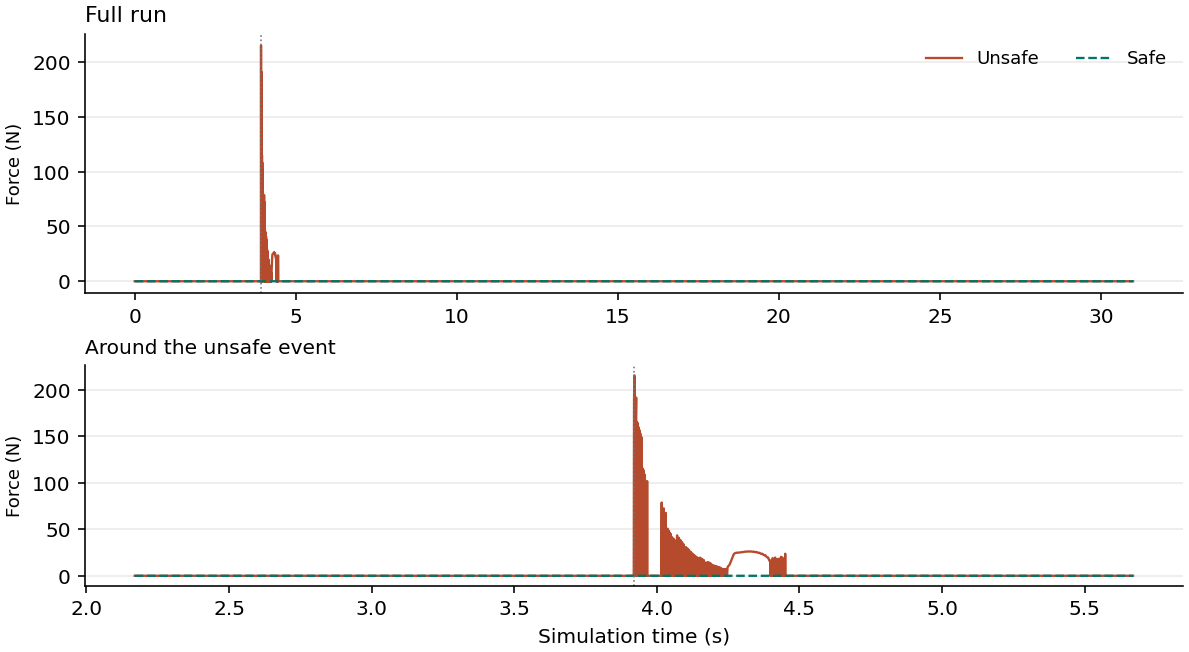 Full run
Force (N)
200
150
100
50
0
Unsafe
Safe
0 5 10 15 20 25 30
Around the unsafe event
Force (N)
200
150
100
50
0
2.0 2.5 3.0 3.5 4.0 4.5 5.0 5.5
Simulation time (s)